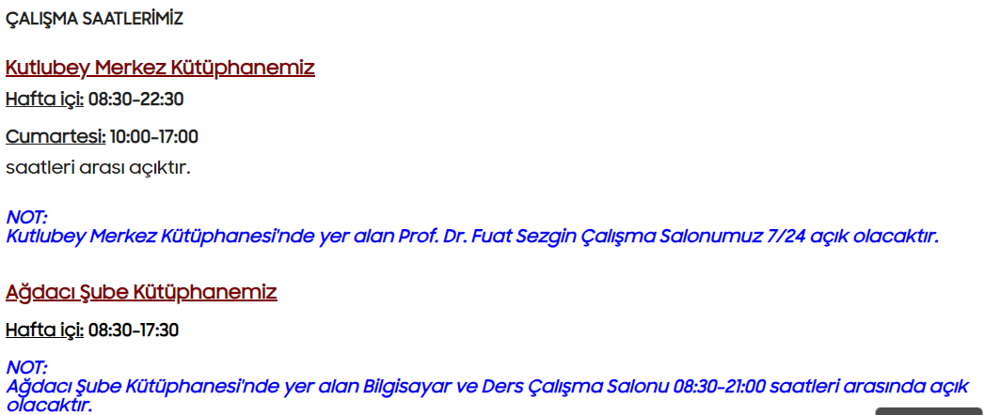 ÇALIŞMA SAATLERİMİZ
Kutlubey Merkez Kütüphanemiz
Hafta içi: 08:30-22:30
Cumartesi: 10:00-17:00
saatleri arası açıktır.
NOT:
Kutlubey Merkez Kütüphanesi'nde yer alan Prof. Dr. Fuat Sezgin Çalışma Salonumuz 7/24 açık olacaktır.
Ağdacı Şube Kütüphanemiz
Hafta içi: 08:30-17:30
NOT:
Ağdacı Şube Kütüphanesi'nde yer alan Bilgisayar ve Ders Çalışma Salonu 08:30-21:00 saatleri arasında açık
olacaktır.